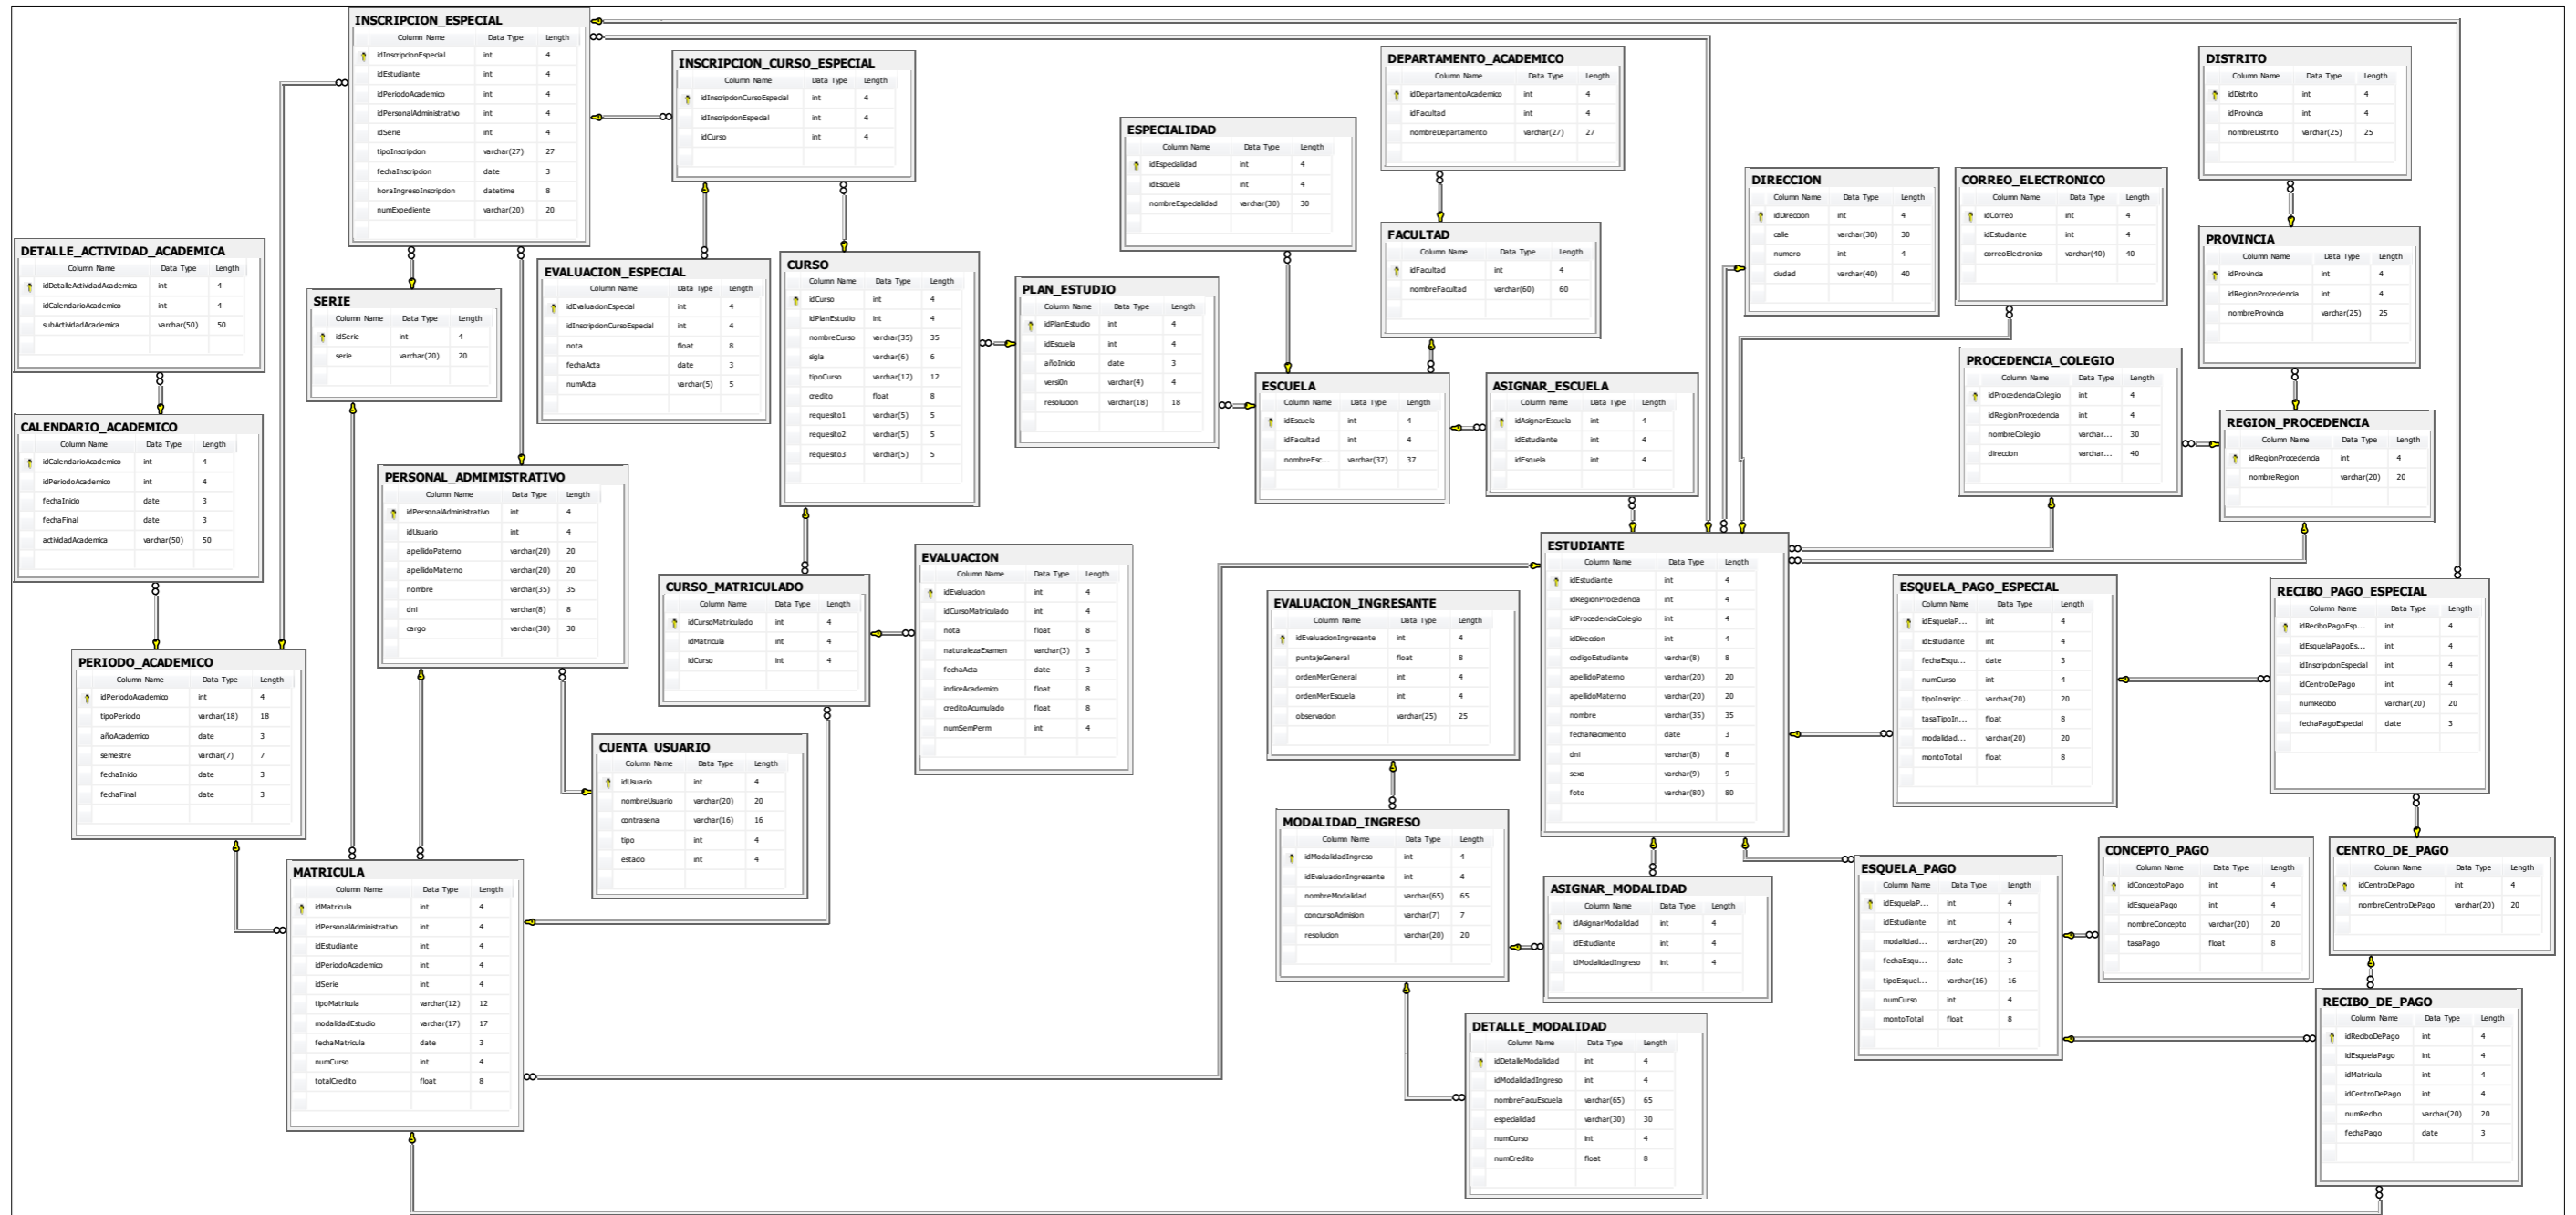 INSCRIPCION_ESPECIAL
Column Name Data Type Length
idInscripcionEspecial int 4
idEstudiante int 4
idPeriodoAcademico int 4
idPersonalAdministrativo int 4
idSerie int 4
tipoInscripcion varchar(27) 27
fechaInscripcion date 3
horaIngresoInscripcion datetime 8
numExpediente varchar(20) 20
INSCRIPCION_CURSO_ESPECIAL
Column Name Data Type Length
idInscripcionCursoEspecial int 4
idInscripcionEspecial int 4
idCurso int 4
DEPARTAMENTO_ACADEMICO
Column Name Data Type Length
idDepartamentoAcademico int 4
idFacultad int 4
nombreDepartamento varchar(27) 27
DISTRITO
Column Name Data Type Length
idDistrito int 4
idProvincia int 4
nombreDistrito varchar(25) 25
ESPECIALIDAD
Column Name Data Type Length
idEspecialidad int 4
idEscuela int 4
nombreEspecialidad varchar(30) 30
DIRECCION
Column Name Data Type Length
idDireccion int 4
calle varchar(30) 30
numero int 4
ciudad varchar(40) 40
CORREO_ELECTRONICO
Column Name Data Type Length
idCorreo int 4
idEstudiante int 4
correoElectronico varchar(40) 40
DETALLE_ACTIVIDAD_ACADEMICA
Column Name Data Type Length
idDetalleActividadAcademica int 4
idCalendarioAcademico int 4
subActividadAcademica varchar(50) 50
SERIE
Column Name Data Type Length
idSerie int 4
serie varchar(20) 20
EVALUACION_ESPECIAL
Column Name Data Type Length
idEvaluacionEspecial int 4
idInscripcionCursoEspecial int 4
nota float 8
fechaActa date 3
numActa varchar(5) 5
CURSO
Column Name Data Type Length
idCurso int 4
idPlanEstudio int 4
nombreCurso varchar(35) 35
sigla varchar(6) 6
tipoCurso varchar(12) 12
credito float 8
requesito1 varchar(5) 5
requesito2 varchar(5) 5
requesito3 varchar(5) 5
PLAN_ESTUDIO
Column Name Data Type Length
idPlanEstudio int 4
idEscuela int 4
añoInicio date 3
versi0n varchar(4) 4
resolucion varchar(18) 18
FACULTAD
Column Name Data Type Length
idFacultad int 4
nombreFacultad varchar(60) 60
PROVINCIA
Column Name Data Type Length
idProvincia int 4
idRegionProcedencia int 4
nombreProvincia varchar(25) 25
ESCUELA
Column Name Data Type Length
idEscuela int 4
idFacultad int 4
nombreEsc... varchar(37) 37
ASIGNAR_ESCUELA
Column Name Data Type Length
idAsignarEscuela int 4
idEstudiante int 4
idEscuela int 4
PROCEDENCIA_COLEGIO
Column Name Data Type Length
idProcedenciaColegio int 4
idRegionProcedencia int 4
nombreColegio varchar... 30
direccion varchar... 40
REGION_PROCEDENCIA
Column Name Data Type Length
idRegionProcedencia int 4
nombreRegion varchar(20) 20
CALENDARIO_ACADEMICO
Column Name Data Type Length
idCalendarioAcademico int 4
idPeriodoAcademico int 4
fechaInicio date 3
fechaFinal date 3
actividadAcademica varchar(50) 50
PERSONAL_ADMIMISTRATIVO
Column Name Data Type Length
idPersonalAdministrativo int 4
idUsuario int 4
apellidoPaterno varchar(20) 20
apellidoMaterno varchar(20) 20
nombre varchar(35) 35
dni varchar(8) 8
cargo varchar(30) 30
CURSO_MATRICULADO
Column Name Data Type Length
idCursoMatriculado int 4
idMatricula int 4
idCurso int 4
EVALUACION
Column Name Data Type Length
idEvaluacion int 4
idCursoMatriculado int 4
nota float 8
naturalezaExamen varchar(3) 3
fechaActa date 3
indiceAcademico float 8
creditoAcumulado float 8
numSemPerm int 4
EVALUACION_INGRESANTE
Column Name Data Type Length
idEvaluacionIngresante int 4
puntajeGeneral float 8
ordenMerGeneral int 4
ordenMerEscuela int 4
observacion varchar(25) 25
ESTUDIANTE
Column Name Data Type Length
idEstudiante int 4
idRegionProcedencia int 4
idProcedenciaColegio int 4
idDireccion int 4
codigoEstudiante varchar(8) 8
apellidoPaterno varchar(20) 20
apellidoMaterno varchar(20) 20
nombre varchar(35) 35
fechaNacimiento date 3
dni varchar(8) 8
sexo varchar(9) 9
foto varchar(80) 80
ESQUELA_PAGO_ESPECIAL
Column Name Data Type Length
idEsquelaP... int 4
idEstudiante int 4
fechaEsqu... date 3
numCurso int 4
tipoInscripc... varchar(20) 20
tasaTipoIn... float 8
modalidad... varchar(20) 20
montoTotal float 8
RECIBO_PAGO_ESPECIAL
Column Name Data Type Length
idReciboPagoEsp... int 4
idEsquelaPagoEs... int 4
idInscripcionEspecial int 4
idCentroDePago int 4
numRecibo varchar(20) 20
fechaPagoEspecial date 3
PERIODO_ACADEMICO
Column Name Data Type Length
idPeriodoAcademico int 4
tipoPeriodo varchar(18) 18
añoAcademico date 3
semestre varchar(7) 7
fechaInicio date 3
fechaFinal date 3
CUENTA_USUARIO
Column Name Data Type Length
idUsuario int 4
nombreUsuario varchar(20) 20
contrasena varchar(16) 16
tipo int 4
estado int 4
MATRICULA
Column Name Data Type Length
idMatricula int 4
idPersonalAdministrativo int 4
idEstudiante int 4
idPeriodoAcademico int 4
idSerie int 4
tipoMatricula varchar(12) 12
modalidadEstudio varchar(17) 17
fechaMatricula date 3
numCurso int 4
totalCredito float 8
MODALIDAD_INGRESO
Column Name Data Type Length
idModalidadIngreso int 4
idEvaluacionIngresante int 4
nombreModalidad varchar(65) 65
concursoAdmision varchar(7) 7
resolucion varchar(20) 20
ASIGNAR_MODALIDAD
Column Name Data Type Length
idAsignarModalidad int 4
idEstudiante int 4
idModalidadIngreso int 4
ESQUELA_PAGO
Column Name Data Type Length
idEsquelaP... int 4
idEstudiante int 4
modalidad... varchar(20) 20
fechaEsqu... date 3
tipoEsquel... varchar(16) 16
numCurso int 4
montoTotal float 8
CONCEPTO_PAGO
Column Name Data Type Length
idConceptoPago int 4
idEsquelaPago int 4
nombreConcepto varchar(20) 20
tasaPago float 8
CENTRO_DE_PAGO
Column Name Data Type Length
idCentroDePago int 4
nombreCentroDePago varchar(20) 20
DETALLE_MODALIDAD
Column Name Data Type Length
idDetalleModalidad int 4
idModalidadIngreso int 4
nombreFacuEscuela varchar(65) 65
especialidad varchar(30) 30
numCurso int 4
numCredito float 8
RECIBO_DE_PAGO
Column Name Data Type Length
idReciboDePago int 4
idEsquelaPago int 4
idMatricula int 4
idCentroDePago int 4
numRecibo varchar(20) 20
fechaPago date 3